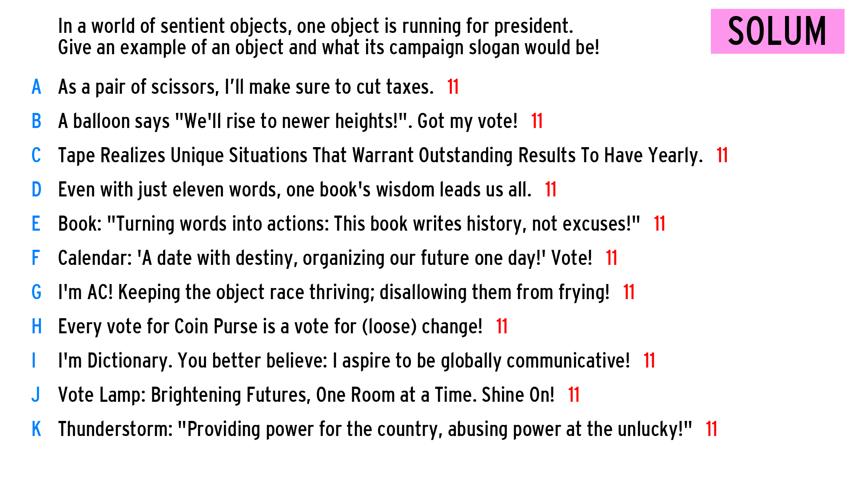 In a world of sentient objects, one object is running for president.
Give an example of an object and what its campaign slogan would be!
SOLUM
A As a pair of scissors, I'll make sure to cut taxes. 11
B A balloon says "We'll rise to newer heights!". Got my vote! 11
C Tape Realizes Unique Situations That Warrant Outstanding Results To Have Yearly. 11
D Even with just eleven words, one book's wisdom leads us all. 11
E Book: "Turning words into actions: This book writes history, not excuses!" 11
F Calendar: 'A date with destiny, organizing our future one day!' Vote! 11
G I'm AC! Keeping the object race thriving; disallowing them from frying! 11
H Every vote for Coin Purse is a vote for (loose) change! 11
I I'm Dictionary. You better believe: I aspire to be globally communicative! 11
J Vote Lamp: Brightening Futures, One Room at a Time. Shine On! 11
K Thunderstorm: "Providing power for the country, abusing power at the unlucky!" 11